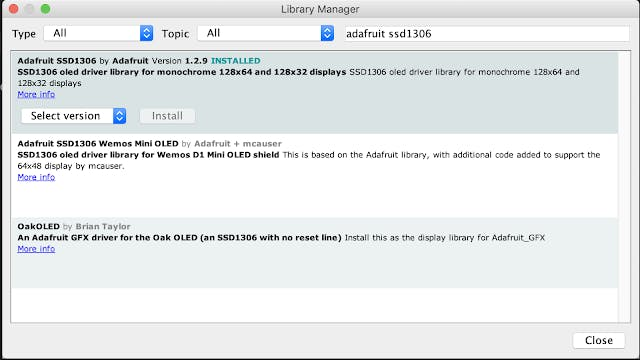 Library Manager
Type All Topic All adafruit ssd1306
Adafruit SSD1306 by Adafruit Version 1.2.9 INSTALLED
SSD1306 oled driver library for monochrome 128x64 and 128x32 displays SSD1306 oled driver library for monochrome 128x64 and
128x32 displays
More info
Select version Install
Adafruit SSD1306 Wemos Mini OLED by Adafruit + mcauser
SSD1306 oled driver library for Wemos D1 Mini OLED shield This is based on the Adafruit library, with additional code added to support the
64x48 display by mcauser.
More info
OakOLED by Brian Taylor
An Adafruit GFX driver for the Oak OLED (an SSD1306 with no reset line) Install this as the display library for Adafruit_GFX
More info
Close